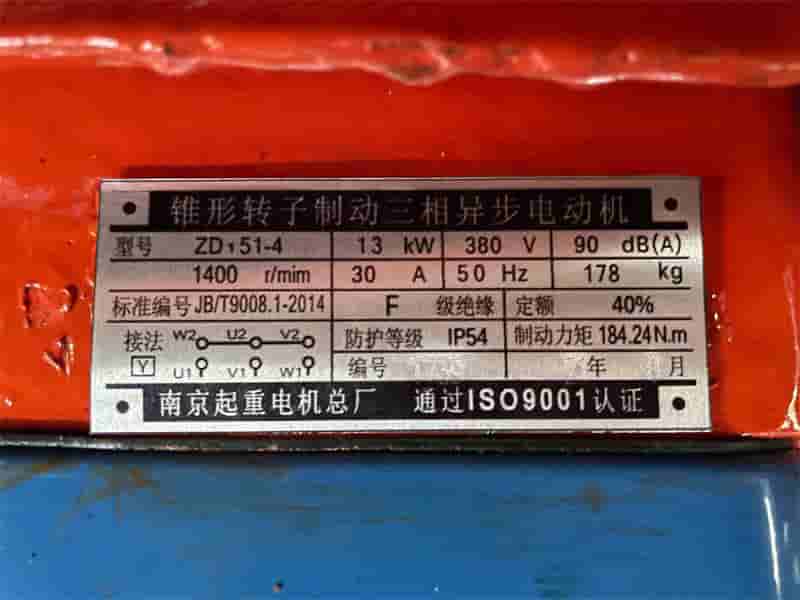 锥形转子制动三相异步电动机
型号 ZD₁51-4 13 kW 380 V 90 dB(A)
1400 r/mim 30 A 50 Hz 178 kg
标准编号 JB/T9008.1-2014 F 级绝缘 定额 40%
接法 W2 U2 V2 防护等级 IP54 制动力矩 184.24 N.m
Y U1 V1 W1 编号 年 月
南京起重电机总厂 通过ISO9001认证